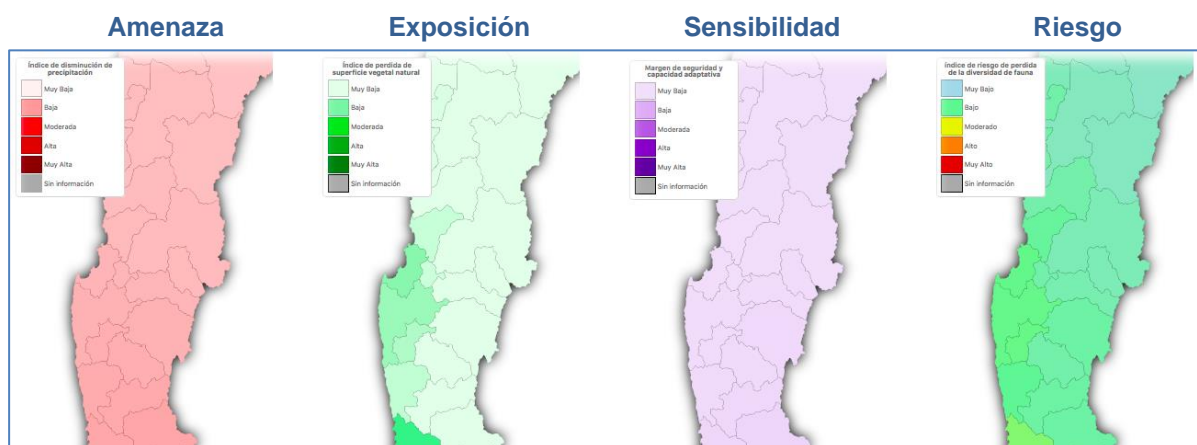 Amenaza
Exposición
Sensibilidad
Riesgo
Índice de disminución de
precipitación
Muy Baja
Baja
Moderada
Alta
Muy Alta
Sin información
Índice de perdida de
superficie vegetal natural
Muy Baja
Baja
Moderada
Alta
Muy Alta
Sin información
Margen de seguridad y
capacidad adaptativa
Muy Baja
Baja
Moderada
Alta
Muy Alta
Sin información
índice de riesgo de perdida
de la diversidad de fauna
Muy Bajo
Bajo
Moderado
Alto
Muy Alto
Sin información